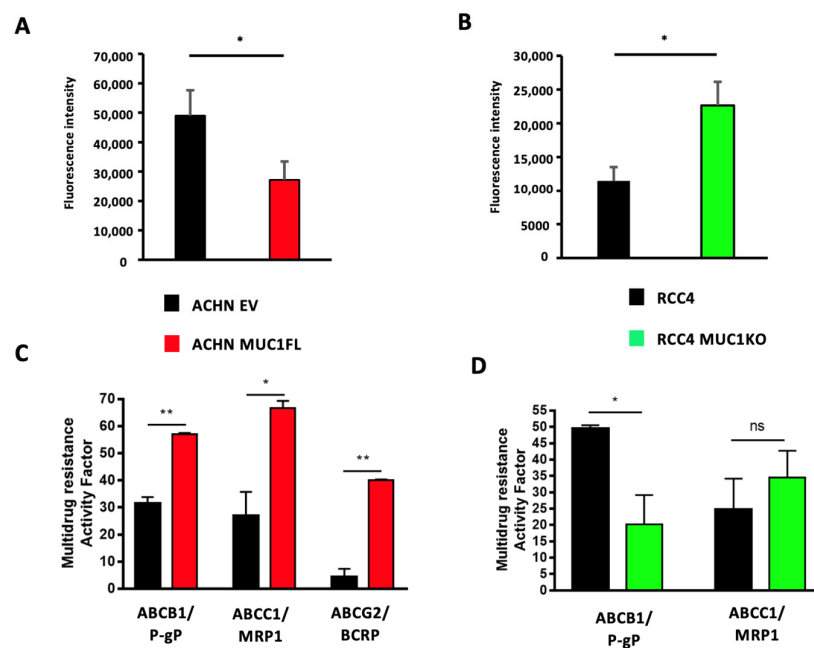 A
*
Fluorescence intensity
70,000
60,000
50,000
40,000
30,000
20,000
10,000
0
ACHN EV
ACHN MUC1FL
B
*
Fluorescence intensity
30,000
25,000
20,000
15,000
10,000
5000
0
RCC4
RCC4 MUC1KO
C
Multidrug resistance
Activity Factor
70
60
50
40
30
20
10
0
**
*
**
ABCB1/
P-gP
ABCC1/
MRP1
ABCG2/
BCRP
D
Multidrug resistance
Activity Factor
55
50
45
40
35
30
25
20
15
10
5
0
*
ns
ABCB1/
P-gP
ABCC1/
MRP1